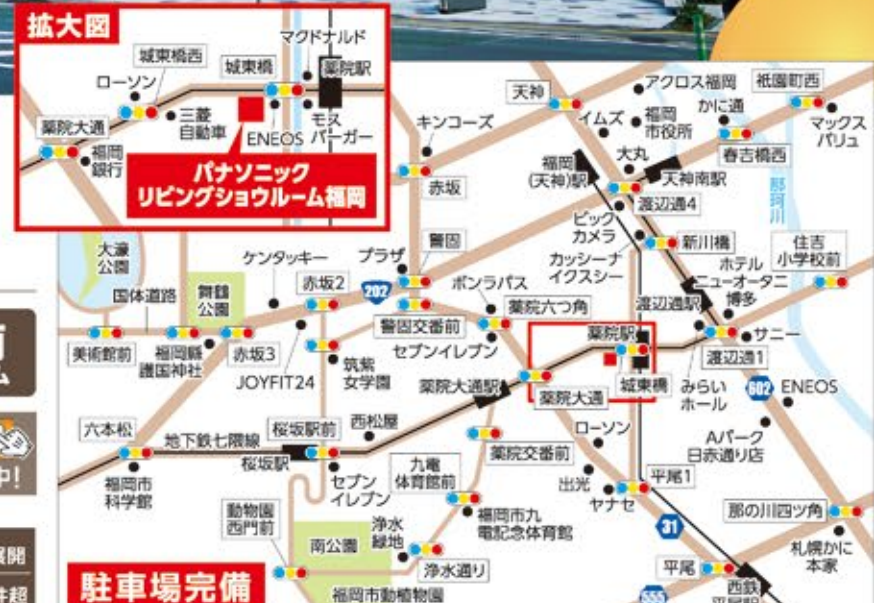 拡大図
マクドナルド
城東橋西
城東橋
薬院駅
ローソン
三菱
自動車
ENEOS
モス
バーガー
薬院大通
福岡
銀行
パナソニック
リビングショウルーム福岡
キンコーズ
赤坂
天神
イムズ
アクロス福岡
福岡
市役所
かに通
祇園町西
マックス
バリュ
春吉橋西
大丸
福岡
(天神)駅
天神南駅
渡辺通4
那珂川
ビック
カメラ
カッシーナ
イクスシー
新川橋
住吉
小学校前
ホテル
ニューオータニ
博多
渡辺通駅
サニー
渡辺通1
大濠
公園
国体道路
舞鶴
公園
ケンタッキー
プラザ
警固
赤坂2
202
警固交番前
ボンラパス
薬院六つ角
セブンイレブン
薬院駅
美術館前
福岡縣
護国神社
赤坂3
JOYFIT24
筑紫
女学園
薬院大通駅
薬院大通
城東橋
みらい
ホール
602
ENEOS
六本松
地下鉄七隈線
桜坂駅前
桜坂駅
西松屋
ローソン
薬院交番前
Aパーク
日赤通り店
福岡市
科学館
セブン
イレブン
九電
体育館前
出光
ヤナセ
平尾1
動物園
西門前
浄水
緑地
福岡市九
電記念体育館
31
那の川四ツ角
南公園
浄水通り
平尾
札幌かに
本家
駐車場完備
福岡市動植物園
555
西鉄
平尾駅
中!
展開
件超